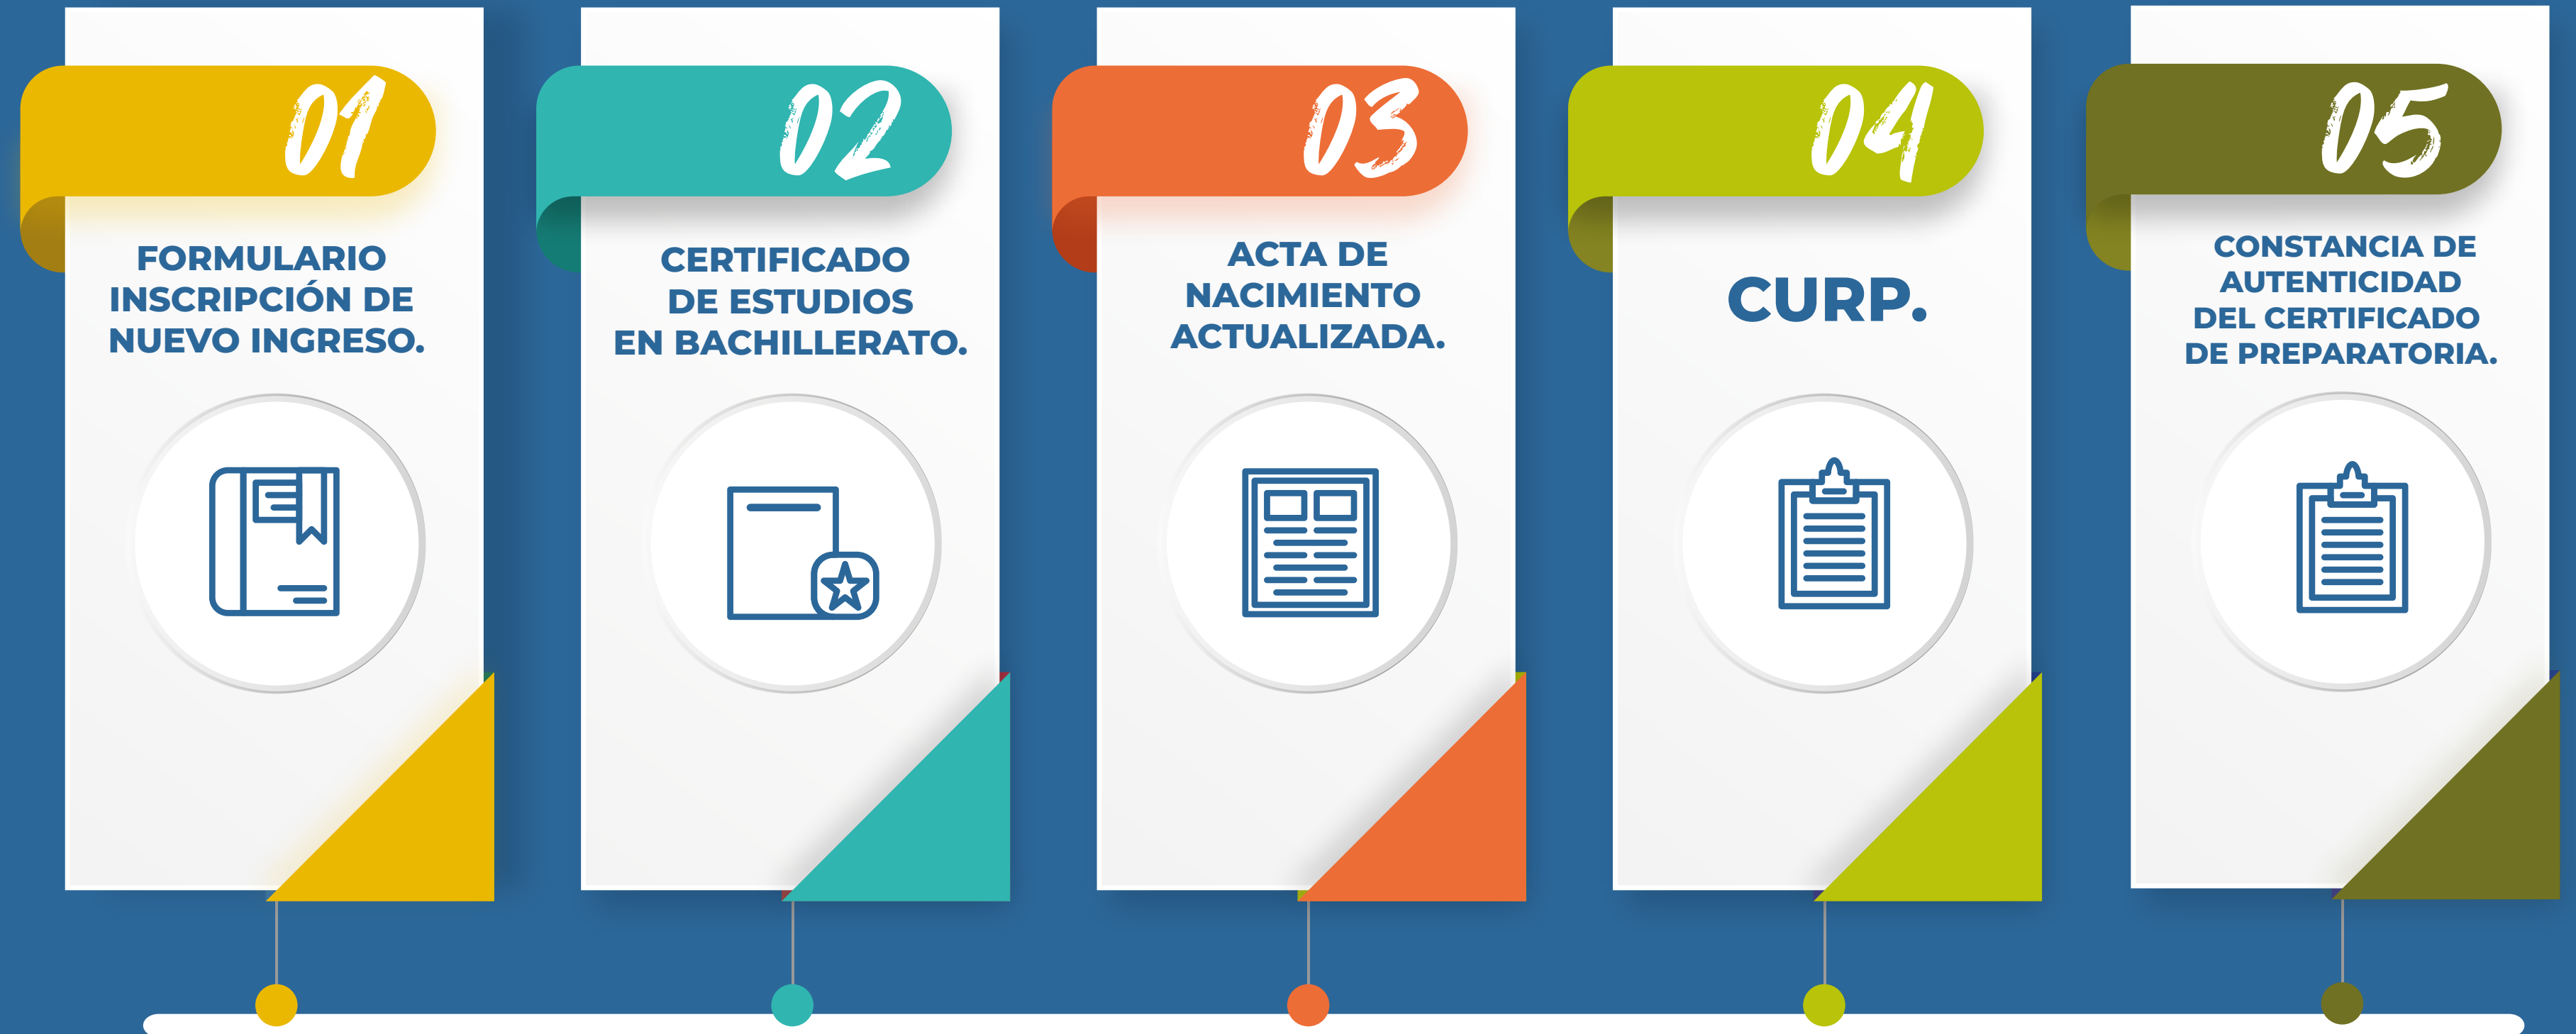 01
FORMULARIO
INSCRIPCIÓN DE
NUEVO INGRESO.
02
CERTIFICADO
DE ESTUDIOS
EN BACHILLERATO.
03
ACTA DE
NACIMIENTO
ACTUALIZADA.
04
CURP.
05
CONSTANCIA DE
AUTENTICIDAD
DEL CERTIFICADO
DE PREPARATORIA.